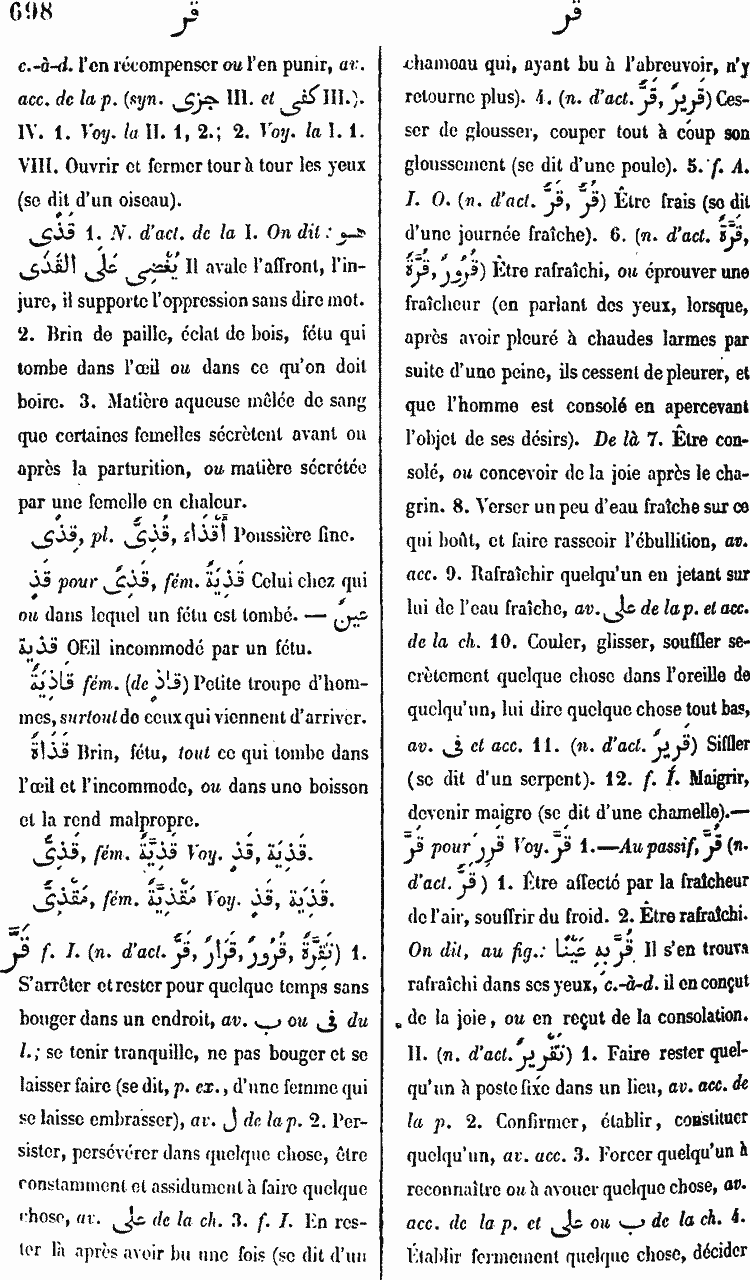 698
قر
قر
c.-à-d. l'en récompenser ou l'en punir, av.
acc. de la p. (syn. جزى III. et كفى III.).
IV. 1. Voy. la II. 1, 2.; 2. Voy. la I. 1.
VIII. Ouvrir et fermer tour à tour les yeux
(se dit d'un oiseau).
قَذًى 1. N. d'act. de la I. On dit : هو
يُغْضِى عَلَى القَذَى Il avale l'affront, l'in-
jure, il supporte l'oppression sans dire mot.
2. Brin de paille, éclat de bois, fétu qui
tombe dans l'œil ou dans ce qu'on doit
boire. 3. Matière aqueuse mêlée de sang
que certaines femelles sécrètent avant ou
après la parturition, ou matière sécrétée
par une femelle en chaleur.
قِذًى, pl. قُذِىٌّ, أَقْذَاءٌ Poussière fine.
قَذٍ pour قَذِىٌ, fém. قَذِيَةٌ Celui chez qui
ou dans lequel un fétu est tombé. — عينٌ
قذية OEil incommodé par un fétu.
قَاذِيَةٌ fém. (de قاذٍ) Petite troupe d'hom-
mes, surtout de ceux qui viennent d'arriver.
قَذَاةٌ Brin, fétu, tout ce qui tombe dans
l'œil et l'incommode, ou dans une boisson
et la rend malpropre.
قَذِىٌّ, fém. قَذِيَّةٌ Voy. قَذٍ, قَذِيَة.
مَقْذِىٌّ, fém. مَقْذِيَّةٌ Voy. قَذٍ, قَذِيَة.
قَرَّ f. I. (n. d'act. قَرٌّ, قَرَارٌ, قُرُورٌ, تَقِرَّةٌ) 1.
S'arrêter et rester pour quelque temps sans
bouger dans un endroit, av. ب ou فى du
l.; se tenir tranquille, ne pas bouger et se
laisser faire (se dit, p. ex., d'une femme qui
se laisse embrasser), av. ل de la p. 2. Per-
sister, persévérer dans quelque chose, être
constamment et assidument à faire quelque
chose, av. على de la ch. 3. f. I. En res-
ter là après avoir bu une fois (se dit d'un
chameau qui, ayant bu à l'abreuvoir, n'y
retourne plus). 4. (n. d'act. قَرِيرٌ, قَرٌّ) Ces-
ser de glousser, couper tout à coup son
gloussement (se dit d'une poule). 5. f. A.
I. O. (n. d'act. قَرٌّ, قُرٌّ) Être frais (se dit
d'une journée fraîche). 6. (n. d'act. قَرَّةٌ,
قُرُورٌ, قُرَّةٌ) Être rafraîchi, ou éprouver une
fraîcheur (en parlant des yeux, lorsque,
après avoir pleuré à chaudes larmes par
suite d'une peine, ils cessent de pleurer, et
que l'homme est consolé en apercevant
l'objet de ses désirs). De là 7. Être con-
solé, ou concevoir de la joie après le cha-
grin. 8. Verser un peu d'eau fraîche sur ce
qui bout, et faire rasseoir l'ébullition, av.
acc. 9. Rafraîchir quelqu'un en jetant sur
lui de l'eau fraîche, av. على de la p. et acc.
de la ch. 10. Couler, glisser, souffler se-
crètement quelque chose dans l'oreille de
quelqu'un, lui dire quelque chose tout bas,
av. فى et acc. 11. (n. d'act. قَرِيرٌ) Siffler
(se dit d'un serpent). 12. f. I. Maigrir,
devenir maigre (se dit d'une chamelle).—
قَرَّ pour قَرِرَ Voy. قَرَّ 1.—Au passif, قُرَّ (n.
d'act. قُرٌّ) 1. Être affecté par la fraîcheur
de l'air, souffrir du froid. 2. Être rafraîchi.
On dit, au fig.: قُرَّ بِهِ عَيْنًا Il s'en trouva
rafraîchi dans ses yeux, c.-à-d. il en conçut
de la joie, ou en reçut de la consolation.
II. (n. d'act. تَقْرِيرٌ) 1. Faire rester quel-
qu'un à poste fixe dans un lieu, av. acc. de
la p. 2. Confirmer, établir, constituer
quelqu'un, av. acc. 3. Forcer quelqu'un à
reconnaître ou à avouer quelque chose, av.
acc. de la p. et على ou ب de la ch. 4.
Établir fermement quelque chose, décider